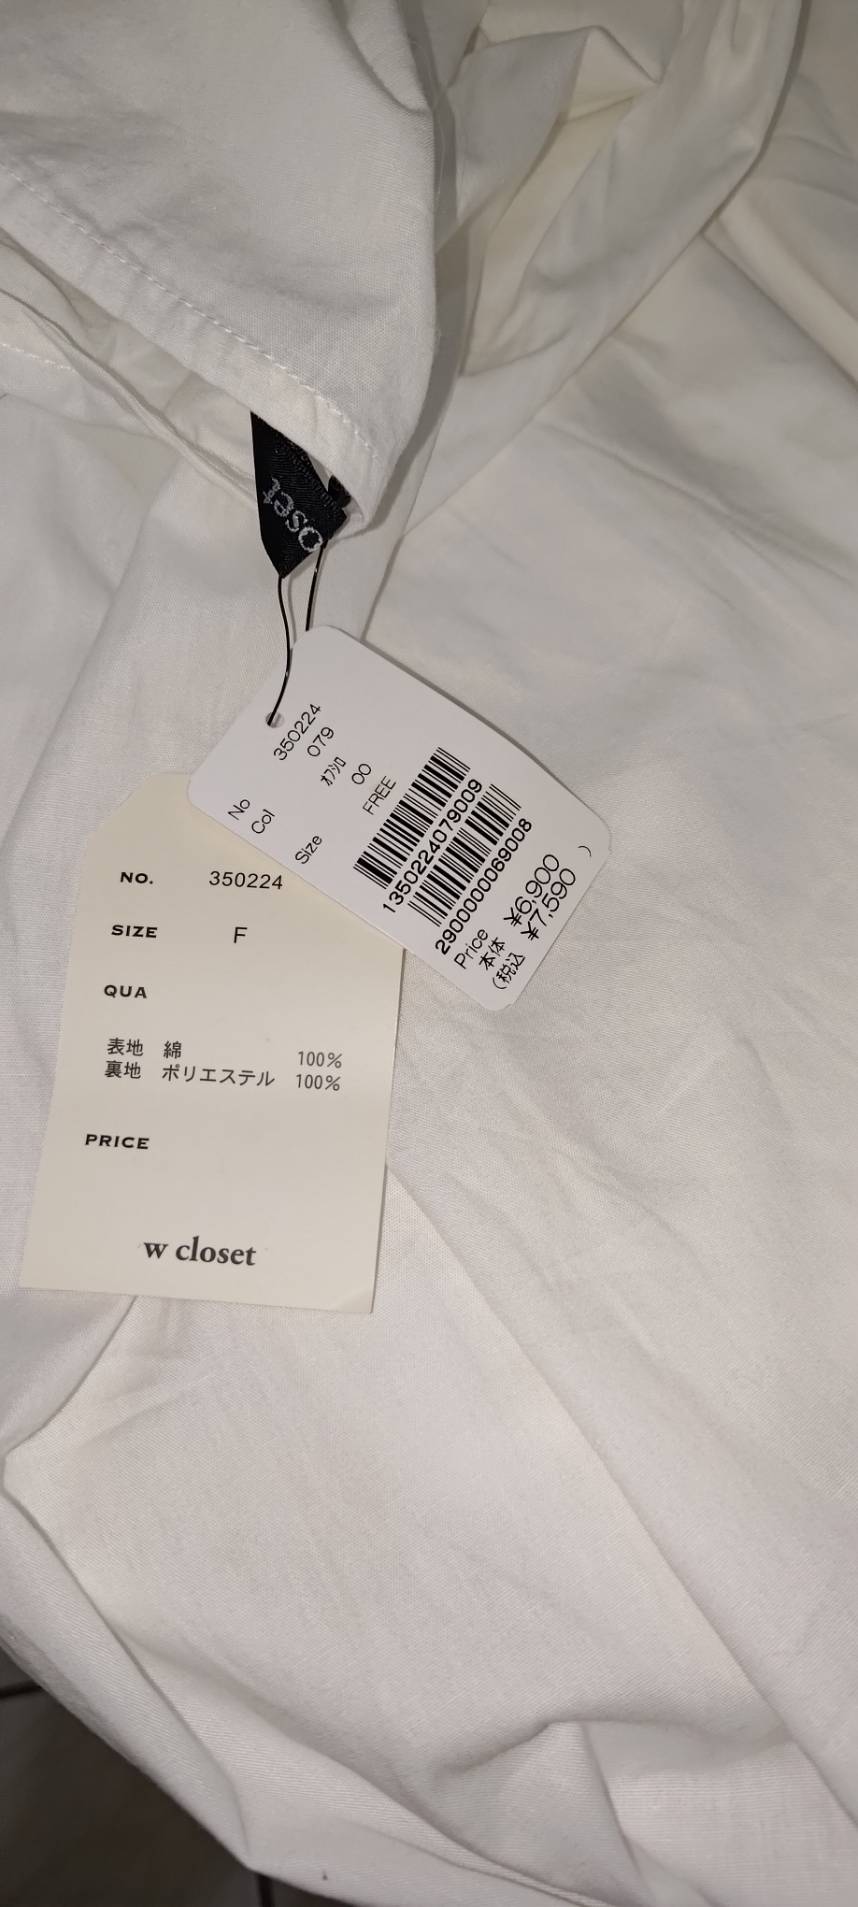 oset
No 350224
Col 079
ｵﾌｼﾛ
Size 00
FREE
1350224079009
2900000069008
Price
本体 ¥6,900
(税込 ¥7,590 )
NO. 350224
SIZE F
QUA
表地 綿 100%
裏地 ポリエステル 100%
PRICE
w closet